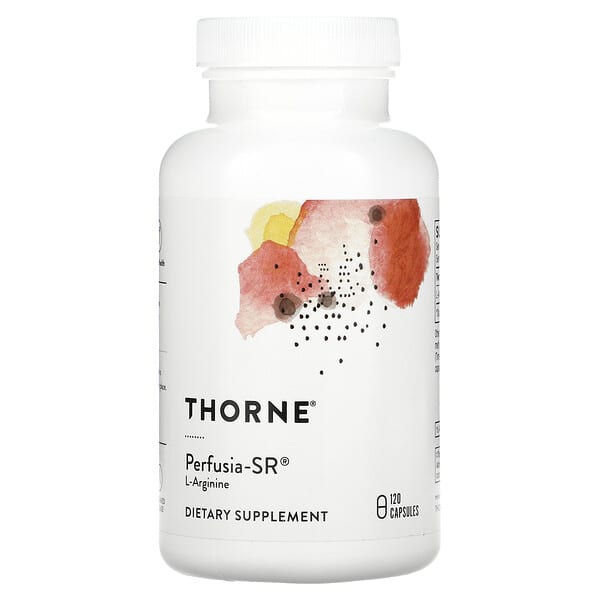 THORNE®
Perfusia-SR®
L-Arginine
DIETARY SUPPLEMENT
120
CAPSULES